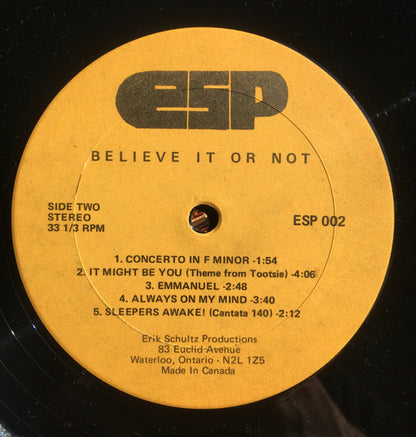 esp
BELIEVE IT OR NOT
SIDE TWO
STEREO
33 1/3 RPM
ESP 002
1. CONCERTO IN F MINOR -1:54
2. IT MIGHT BE YOU (Theme from Tootsie) -4:06
3. EMMANUEL -2:48
4. ALWAYS ON MY MIND -3:40
5. SLEEPERS AWAKE! (Cantata 140) -2:12
Erik Schultz Productions
83 Euclid Avenue
Waterloo, Ontario - N2L 1Z5
Made In Canada